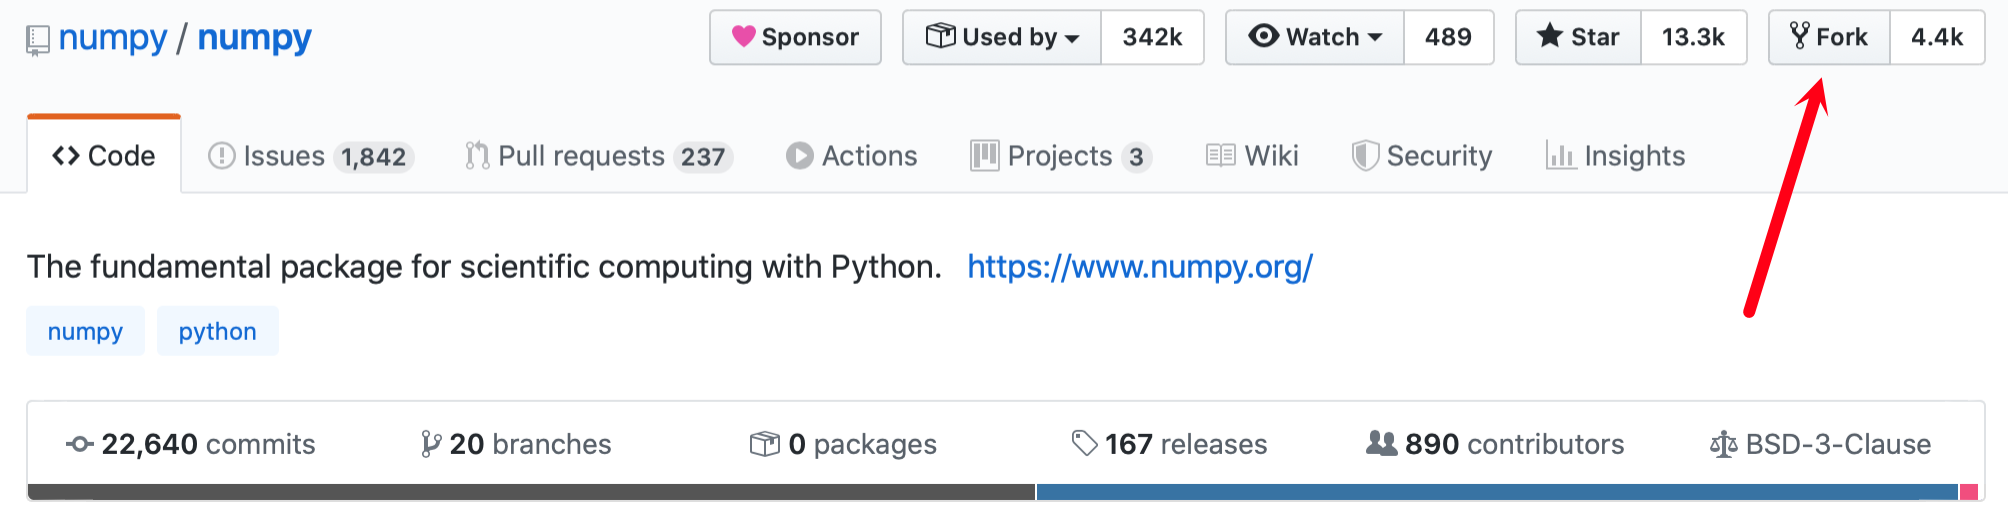 numpy / numpy
Sponsor Used by 342k Watch 489 Star 13.3k Fork 4.4k
Code Issues 1,842 Pull requests 237 Actions Projects 3 Wiki Security Insights
The fundamental package for scientific computing with Python. https://www.numpy.org/
numpy python
22,640 commits 20 branches 0 packages 167 releases 890 contributors BSD-3-Clause